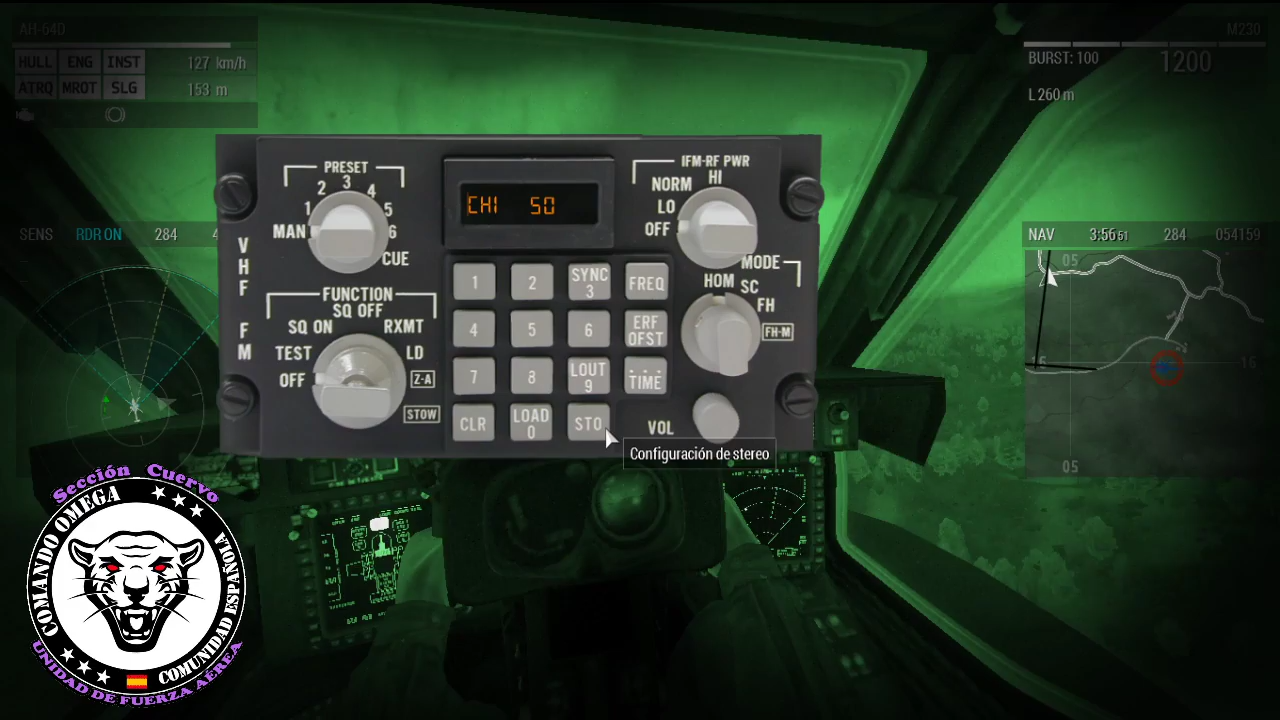 AH-64D
HULL ENG INST 127 km/h
ATRQ MROT SLG 153 m
M230
BURST: 100 1200
L 260 m
SENS RDR ON 284 4
NAV 3:56:51 284 054159
05
16 16
05
PRESET
MAN 1 2 3 4 5 6 CUE
VHF FM
FUNCTION
SQ OFF
SQ ON RXMT
TEST LD
OFF Z-A
STOW
CH1 50
IFM-RF PWR
OFF LO NORM HI
MODE
HOM SC
FH
FH-M
1 2 SYNC 3 FREQ
4 5 6 ERF OFST
7 8 LOUT 9 TIME
CLR LOAD 0 STO
VOL
Configuración de stereo
Sección Cuervo
COMANDO OMEGA
COMUNIDAD ESPAÑOLA
UNIDAD DE FUERZA AÉREA